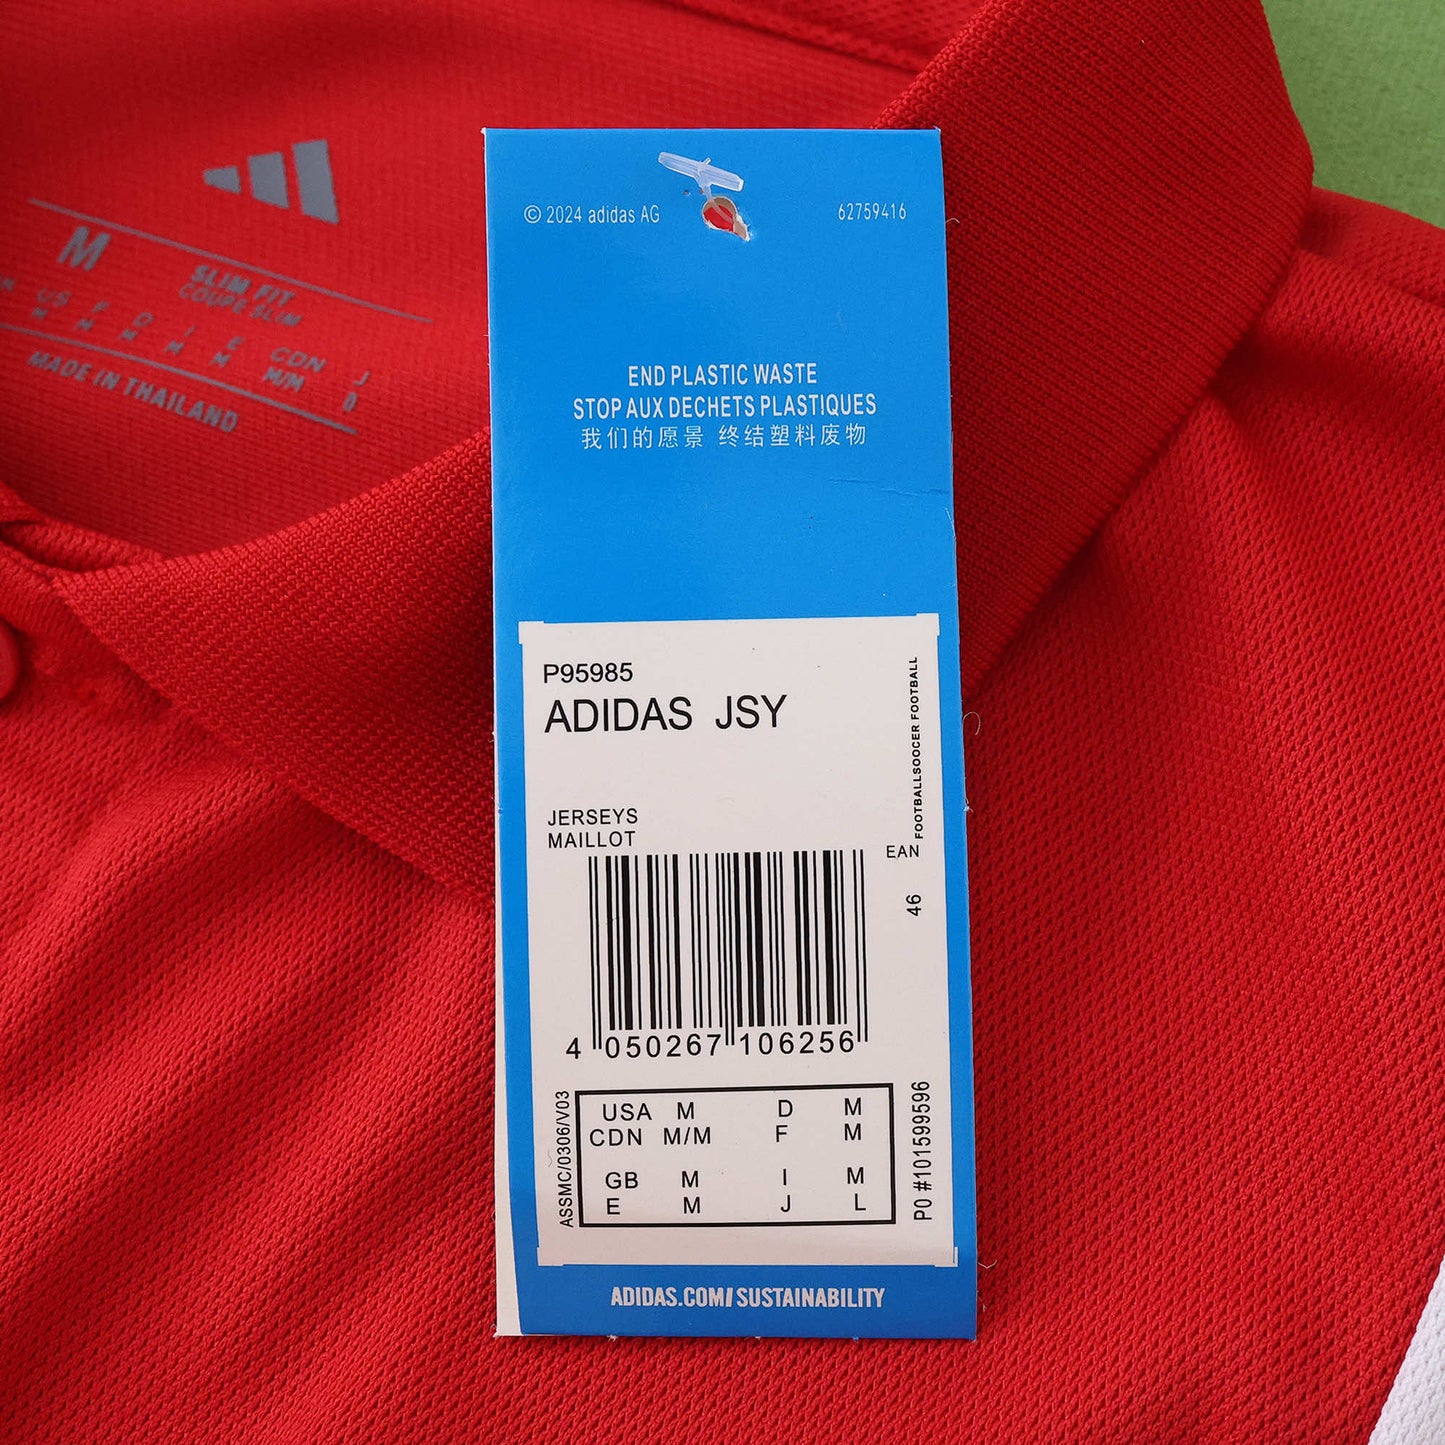 M
SLIM FIT
COUPE SLIM
US F D I E CDN J
M M M M M M/M O
MADE IN THAILAND
© 2024 adidas AG
62759416
END PLASTIC WASTE
STOP AUX DECHETS PLASTIQUES
我们的愿景 终结塑料废物
P95985
ADIDAS JSY
JERSEYS
MAILLOT
FOOTBALLSOCCER FOOTBALL
EAN
46
4 050267 106256
ASSMC/0306/V03
USA M D M
CDN M/M F M
GB M I M
E M J L
PO #101599596
ADIDAS.COM/SUSTAINABILITY